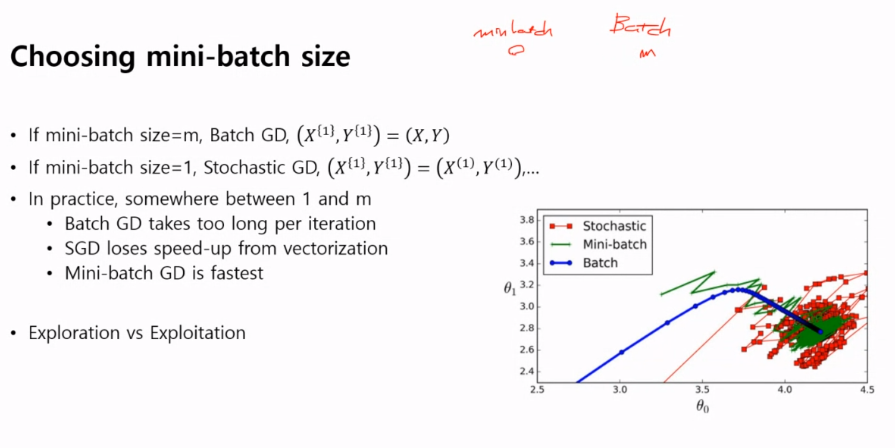 minbatch Batch
0 m
Choosing mini-batch size
• If mini-batch size=m, Batch GD, (X^{1}, Y^{1}) = (X, Y)
• If mini-batch size=1, Stochastic GD, (X^{1}, Y^{1}) = (X^(1), Y^(1)),...
• In practice, somewhere between 1 and m
• Batch GD takes too long per iteration
• SGD loses speed-up from vectorization
• Mini-batch GD is fastest
• Exploration vs Exploitation
Stochastic
Mini-batch
Batch
3.8
3.6
3.4
3.2
3.0
2.8
2.6
2.4
θ₁
2.5 3.0 3.5 4.0 4.5
θ₀